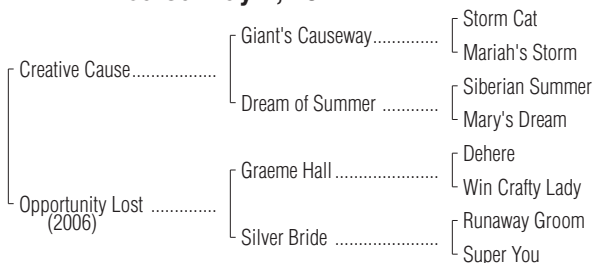 Storm Cat
Giant's Causeway..............
Mariah's Storm
Creative Cause..................
Siberian Summer
Dream of Summer ............
Mary's Dream
Dehere
Graeme Hall ......................
Win Crafty Lady
Opportunity Lost ..............
(2006)
Runaway Groom
Silver Bride ......................
Super You